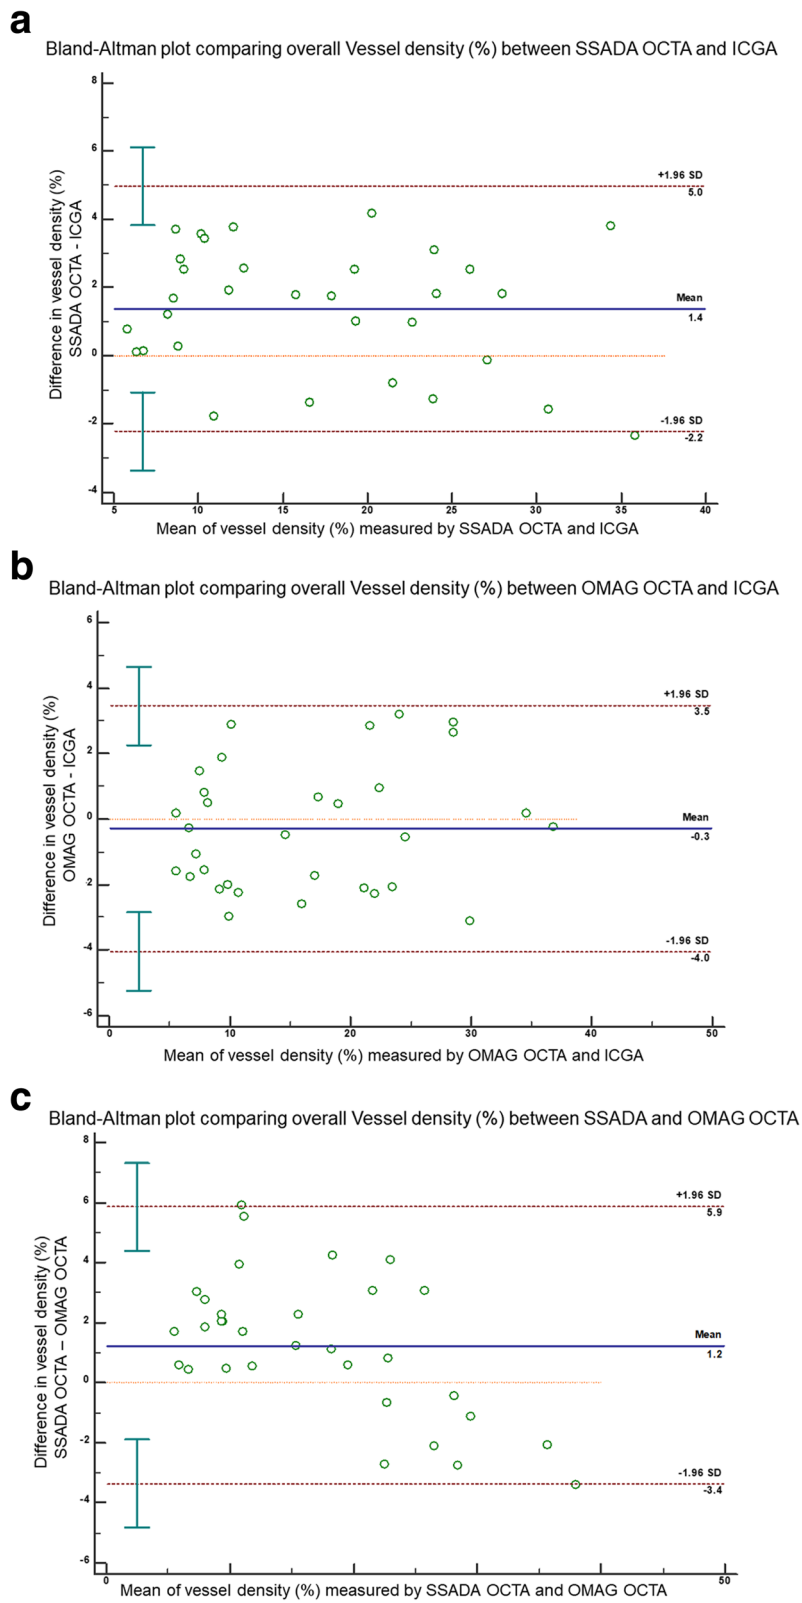 a
Bland-Altman plot comparing overall Vessel density (%) between SSADA OCTA and ICGA
Difference in vessel density (%)
SSADA OCTA - ICGA
8
6
4
2
0
-2
-4
+1.96 SD
5.0
Mean
1.4
-1.96 SD
-2.2
5 10 15 20 25 30 35 40
Mean of vessel density (%) measured by SSADA OCTA and ICGA
b
Bland-Altman plot comparing overall Vessel density (%) between OMAG OCTA and ICGA
Difference in vessel density (%)
OMAG OCTA - ICGA
6
4
2
0
-2
-4
-6
+1.96 SD
3.5
Mean
-0.3
-1.96 SD
-4.0
0 10 20 30 40 50
Mean of vessel density (%) measured by OMAG OCTA and ICGA
c
Bland-Altman plot comparing overall Vessel density (%) between SSADA and OMAG OCTA
Difference in vessel density (%)
SSADA OCTA – OMAG OCTA
8
6
4
2
0
-2
-4
-6
+1.96 SD
5.9
Mean
1.2
-1.96 SD
-3.4
0 50
Mean of vessel density (%) measured by SSADA OCTA and OMAG OCTA